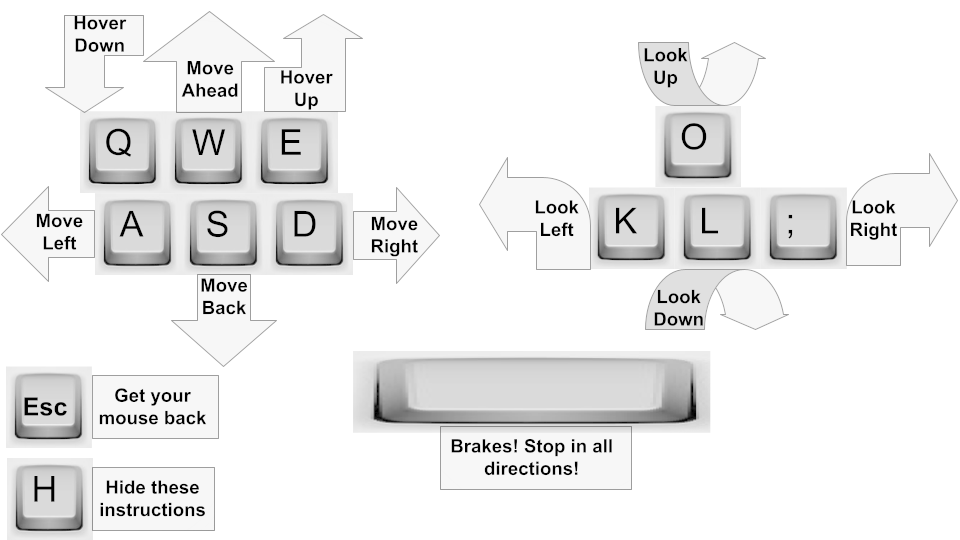 Hover
Down
Move
Ahead
Hover
Up
Q
W
E
Move
Left
A
S
D
Move
Right
Move
Back
Look
Up
O
Look
Left
K
L
;
Look
Right
Look
Down
Esc
Get your
mouse back
H
Hide these
instructions
Brakes! Stop in all
directions!